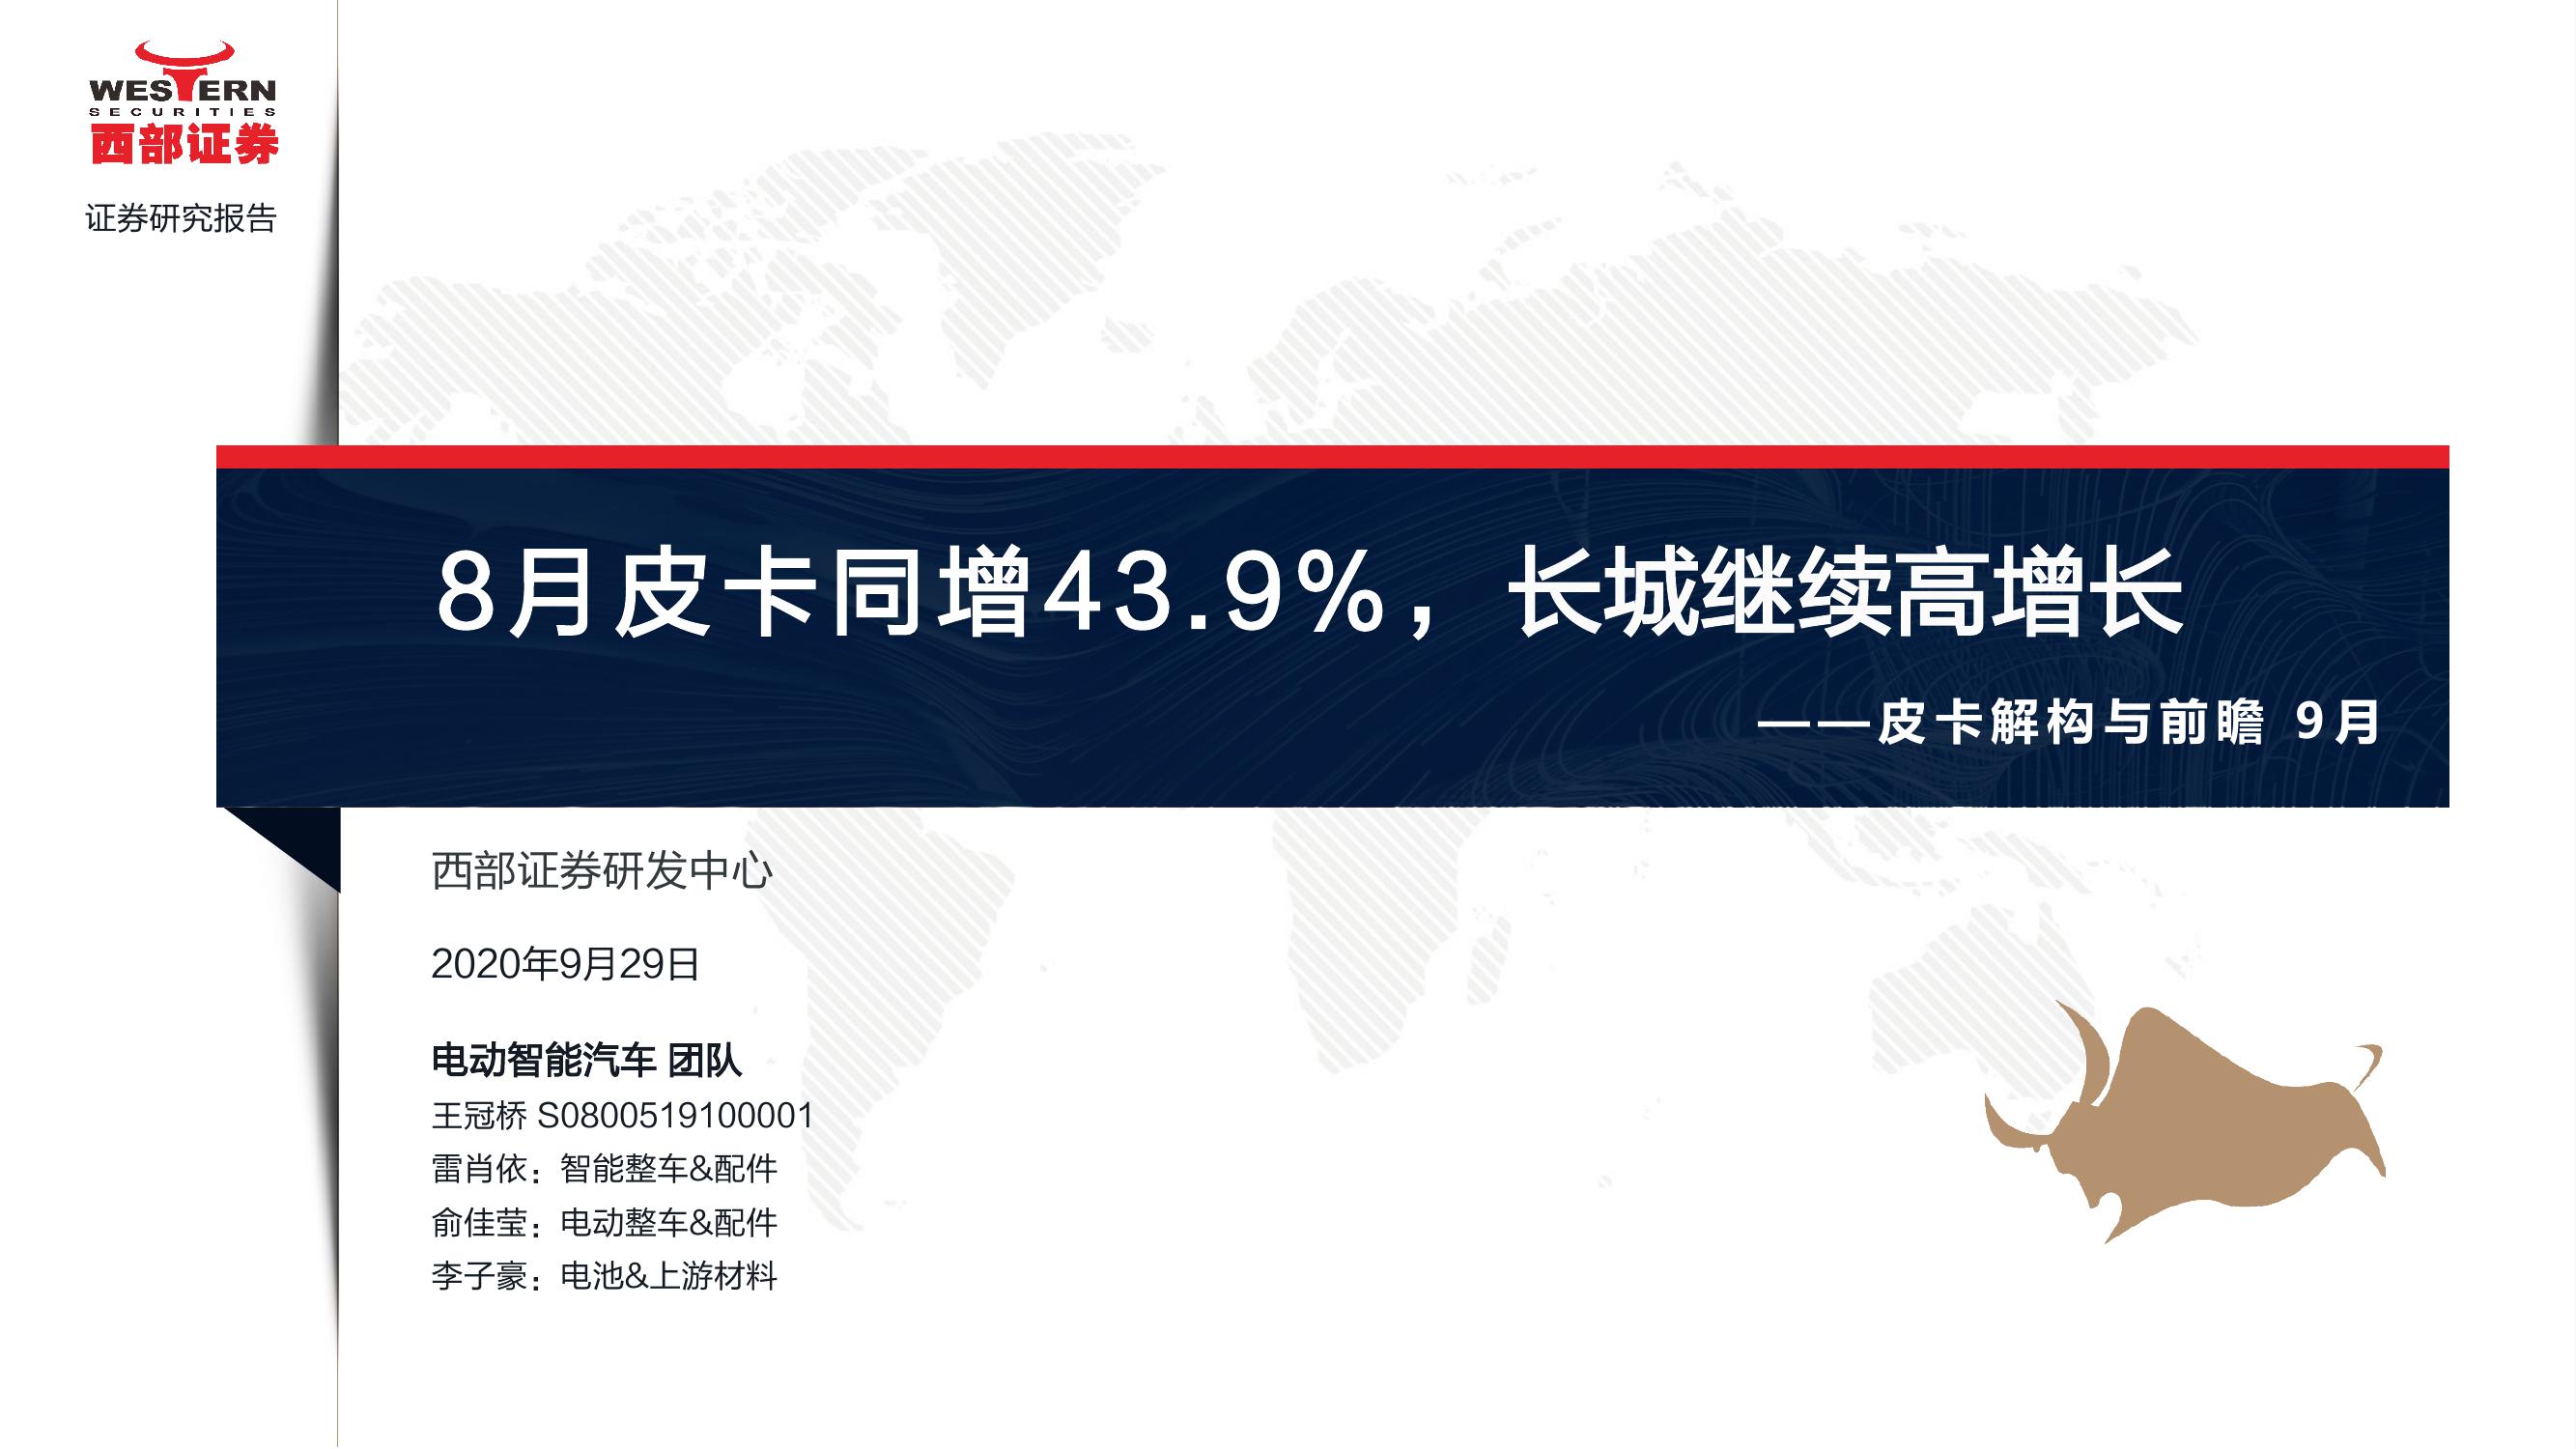 WESTERN
SECURITIES
西部证券
证券研究报告
8月皮卡同增43.9%，长城继续高增长
——皮卡解构与前瞻 9月
西部证券研发中心
2020年9月29日
电动智能汽车 团队
王冠桥 S0800519100001
雷肖依：智能整车&配件
俞佳莹：电动整车&配件
李子豪：电池&上游材料